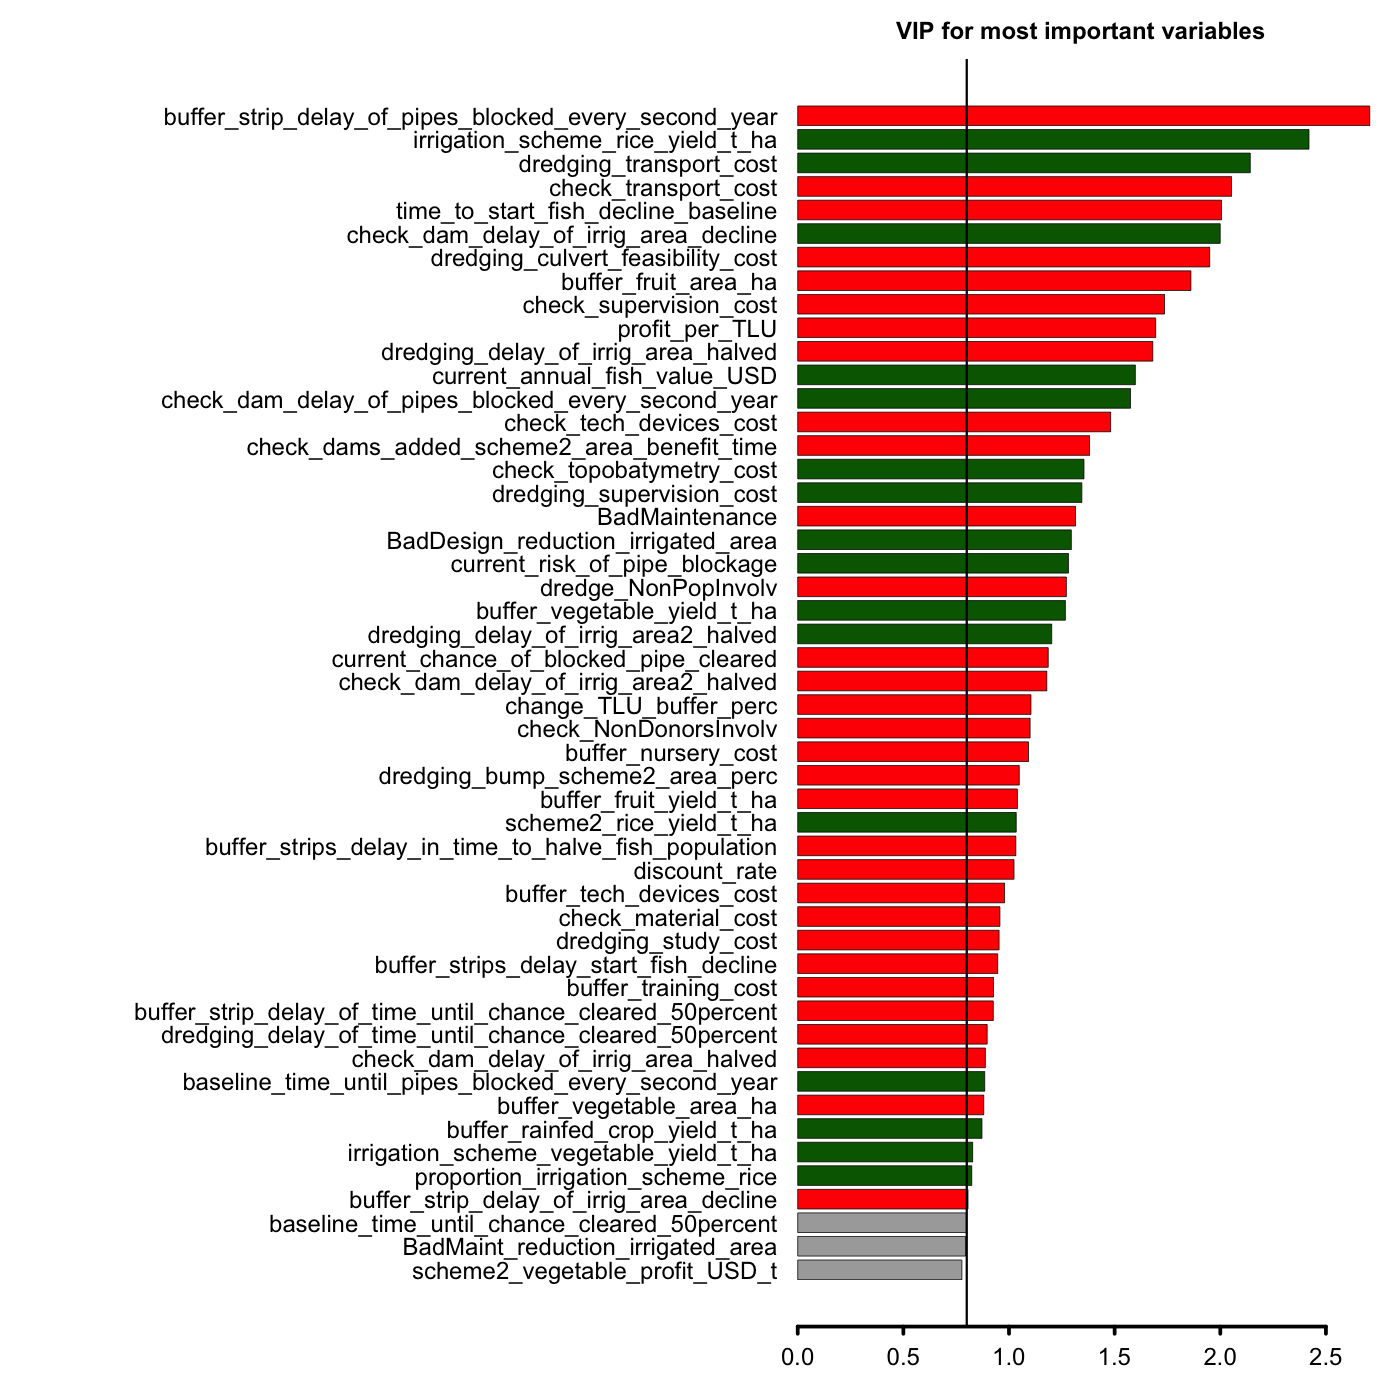 VIP for most important variables
buffer_strip_delay_of_pipes_blocked_every_second_year
irrigation_scheme_rice_yield_t_ha
dredging_transport_cost
check_transport_cost
time_to_start_fish_decline_baseline
check_dam_delay_of_irrig_area_decline
dredging_culvert_feasibility_cost
buffer_fruit_area_ha
check_supervision_cost
profit_per_TLU
dredging_delay_of_irrig_area_halved
current_annual_fish_value_USD
check_dam_delay_of_pipes_blocked_every_second_year
check_tech_devices_cost
check_dams_added_scheme2_area_benefit_time
check_topobatymetry_cost
dredging_supervision_cost
BadMaintenance
BadDesign_reduction_irrigated_area
current_risk_of_pipe_blockage
dredge_NonPopInvolv
buffer_vegetable_yield_t_ha
dredging_delay_of_irrig_area2_halved
current_chance_of_blocked_pipe_cleared
check_dam_delay_of_irrig_area2_halved
change_TLU_buffer_perc
check_NonDonorsInvolv
buffer_nursery_cost
dredging_bump_scheme2_area_perc
buffer_fruit_yield_t_ha
scheme2_rice_yield_t_ha
buffer_strips_delay_in_time_to_halve_fish_population
discount_rate
buffer_tech_devices_cost
check_material_cost
dredging_study_cost
buffer_strips_delay_start_fish_decline
buffer_training_cost
buffer_strip_delay_of_time_until_chance_cleared_50percent
dredging_delay_of_time_until_chance_cleared_50percent
check_dam_delay_of_irrig_area_halved
baseline_time_until_pipes_blocked_every_second_year
buffer_vegetable_area_ha
buffer_rainfed_crop_yield_t_ha
irrigation_scheme_vegetable_yield_t_ha
proportion_irrigation_scheme_rice
buffer_strip_delay_of_irrig_area_decline
baseline_time_until_chance_cleared_50percent
BadMaint_reduction_irrigated_area
scheme2_vegetable_profit_USD_t
0.0 0.5 1.0 1.5 2.0 2.5